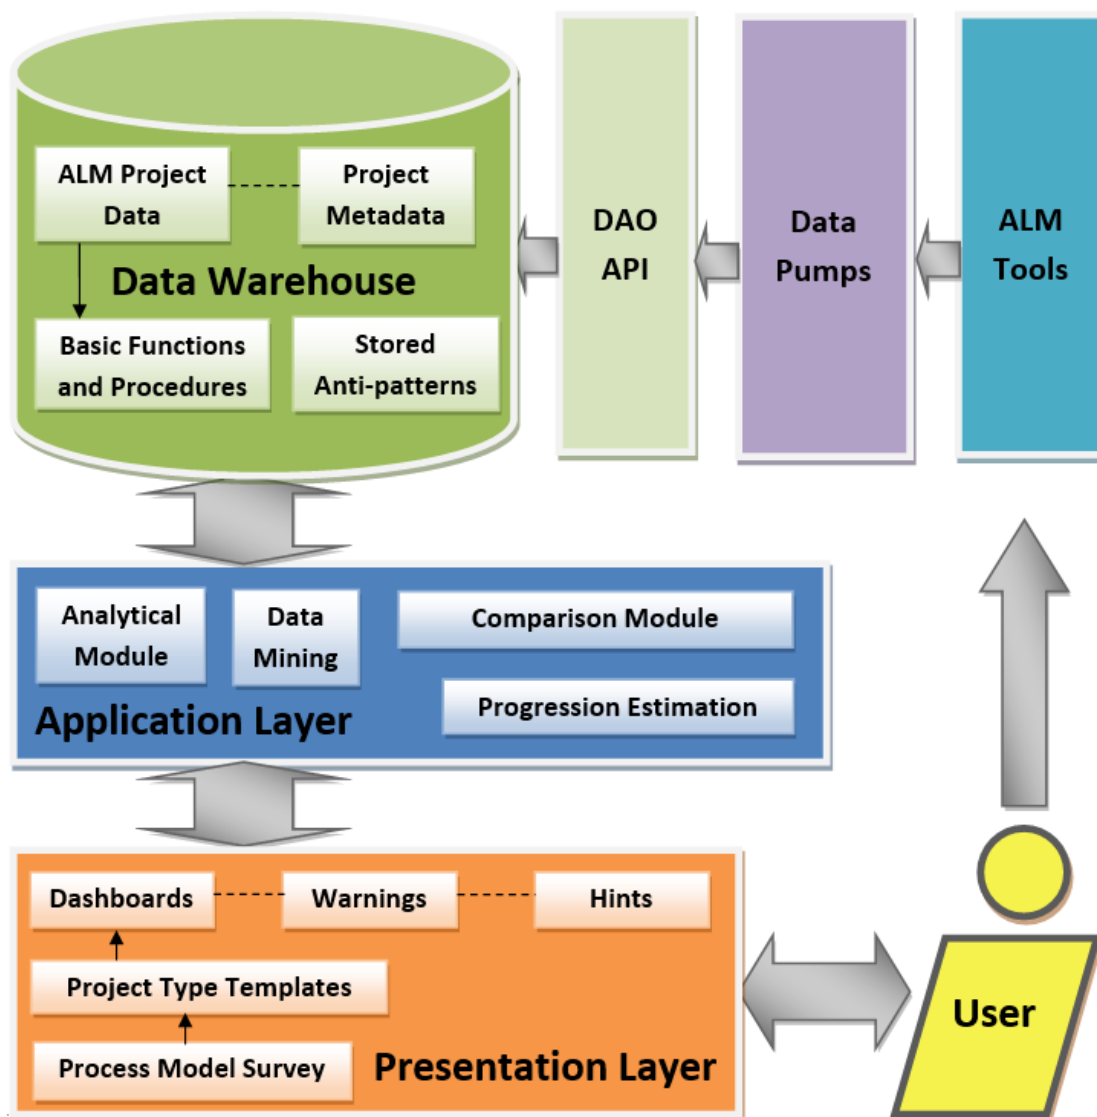 ALM Project
Data
Project
Metadata
Data Warehouse
Basic Functions
and Procedures
Stored
Anti-patterns
DAO
API
Data
Pumps
ALM
Tools
Analytical
Module
Data
Mining
Comparison Module
Progression Estimation
Application Layer
Dashboards
Warnings
Hints
Project Type Templates
Process Model Survey
Presentation Layer
User